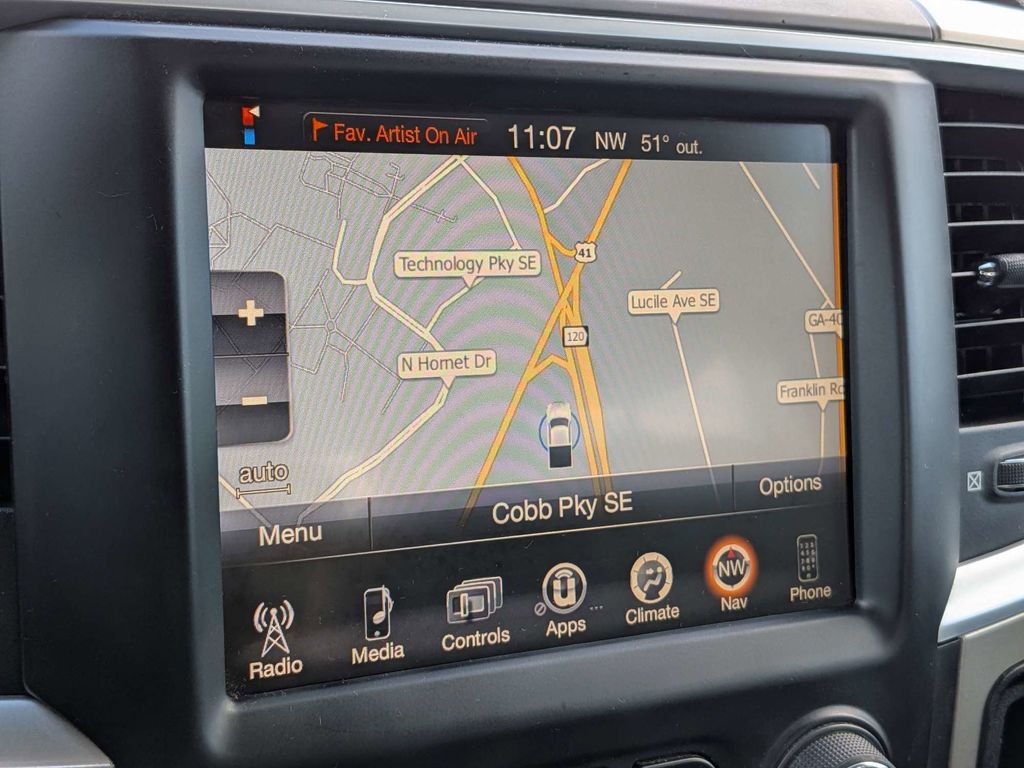 Fav. Artist On Air 11:07 NW 51° out.
41
Technology Pky SE
Lucile Ave SE
+
GA-
120
N Hornet Dr
Franklin
-
auto
Menu
Cobb Pky SE
Options
NW
Radio
Media
Controls
Apps
Climate
Nav
Phone